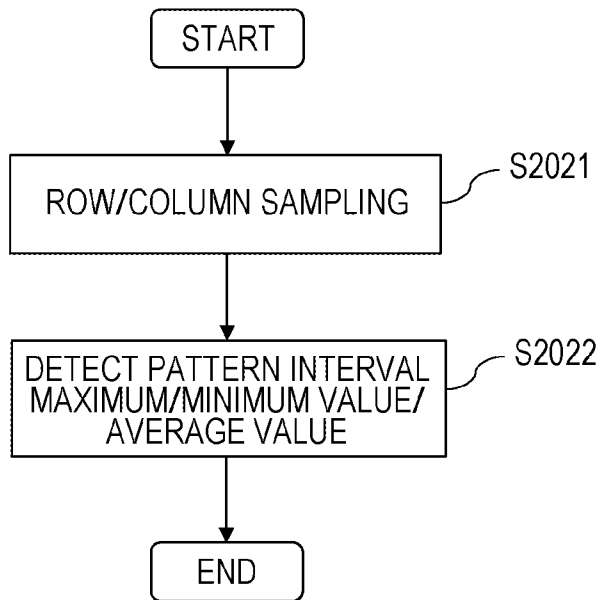 START
ROW/COLUMN SAMPLING
S2021
DETECT PATTERN INTERVAL
MAXIMUM/MINIMUM VALUE/
AVERAGE VALUE
S2022
END